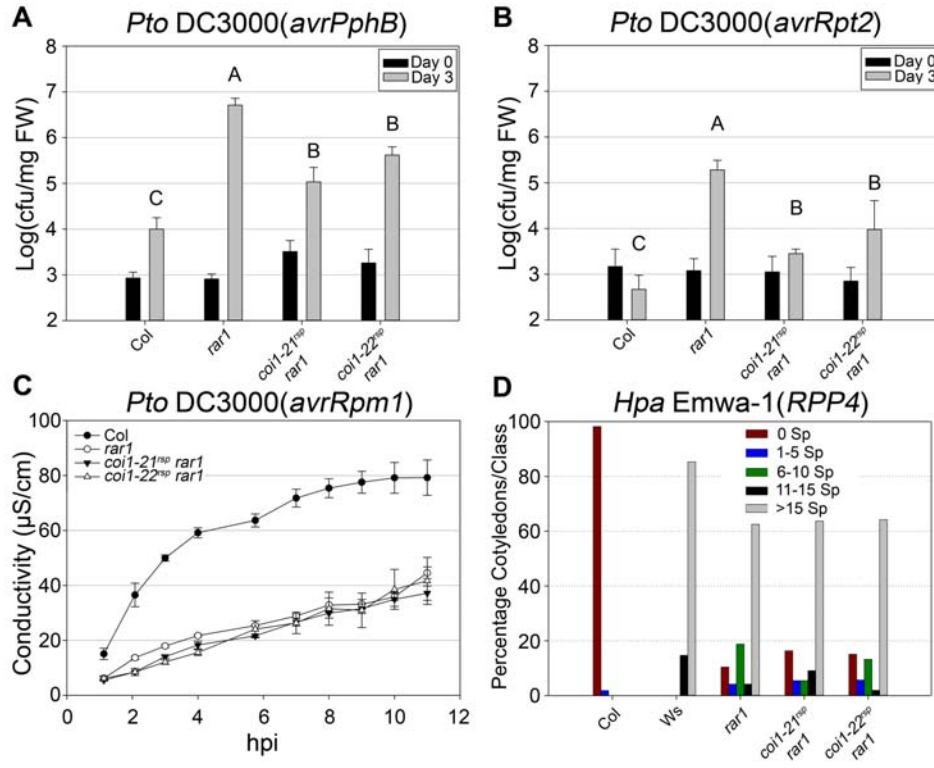 A
Pto DC3000(avrPphB)
Log(cfu/mg FW)
8
7
6
5
4
3
2
Day 0
Day 3
C
A
B
B
Col
rar1
coi1-21rsp rar1
coi1-22rsp rar1
B
Pto DC3000(avrRpt2)
Log(cfu/mg FW)
8
7
6
5
4
3
2
Day 0
Day 3
C
A
B
B
Col
rar1
coi1-21rsp rar1
coi1-22rsp rar1
C
Pto DC3000(avrRpm1)
Conductivity (µS/cm)
100
80
60
40
20
0
Col
rar1
coi1-21rsp rar1
coi1-22rsp rar1
0 2 4 6 8 10 12
hpi
D
Hpa Emwa-1(RPP4)
Percentage Cotyledons/Class
100
80
60
40
20
0
0 Sp
1-5 Sp
6-10 Sp
11-15 Sp
>15 Sp
Col
Ws
rar1
coi1-21rsp rar1
coi1-22rsp rar1